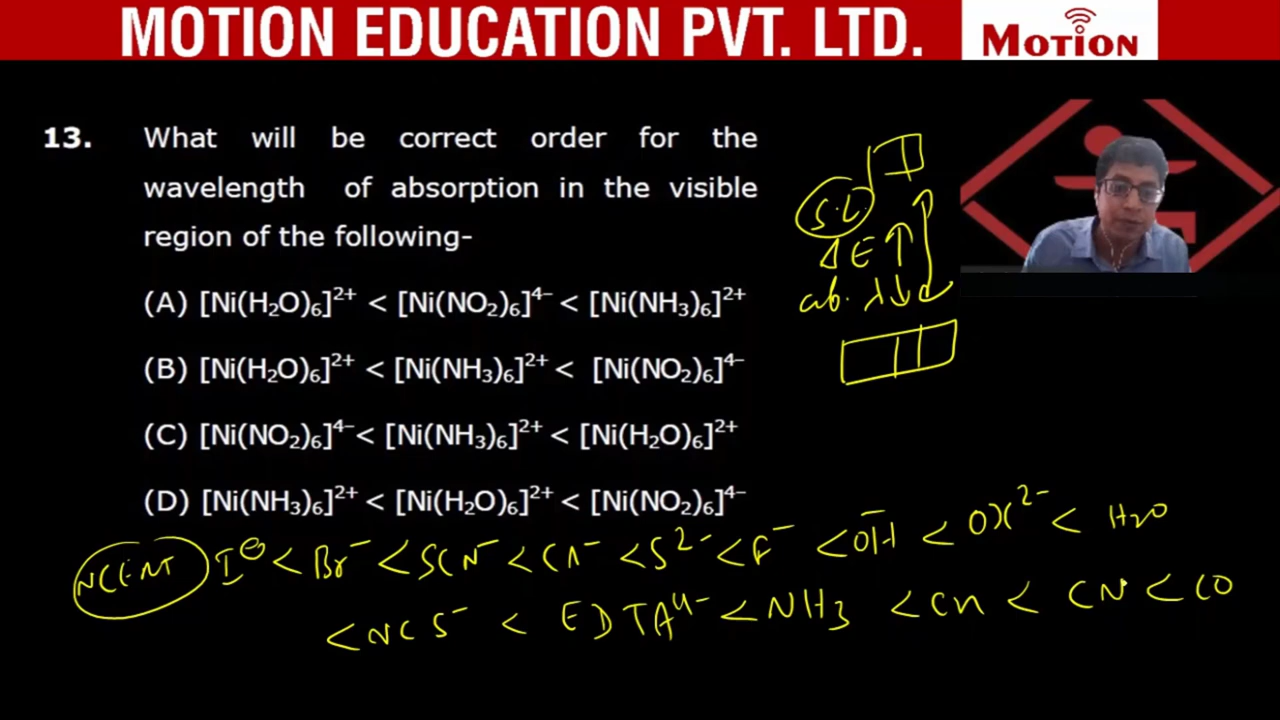 MOTION EDUCATION PVT. LTD.
MOTION
13. What will be correct order for the
wavelength of absorption in the visible
region of the following-
(A) [Ni(H₂O)₆]²⁺ < [Ni(NO₂)₆]⁴⁻ < [Ni(NH₃)₆]²⁺
(B) [Ni(H₂O)₆]²⁺ < [Ni(NH₃)₆]²⁺ < [Ni(NO₂)₆]⁴⁻
(C) [Ni(NO₂)₆]⁴⁻ < [Ni(NH₃)₆]²⁺ < [Ni(H₂O)₆]²⁺
(D) [Ni(NH₃)₆]²⁺ < [Ni(H₂O)₆]²⁺ < [Ni(NO₂)₆]⁴⁻
S.L
Δ E ↑
ab. λ ↓
NCERT I⊖ < Br⁻ < SCN⁻ < Cl⁻ < S²⁻ < F⁻ < OH⁻ < OX²⁻ < H₂O
< NCS⁻ < EDTA⁴⁻ < NH₃ < en < CN < CO